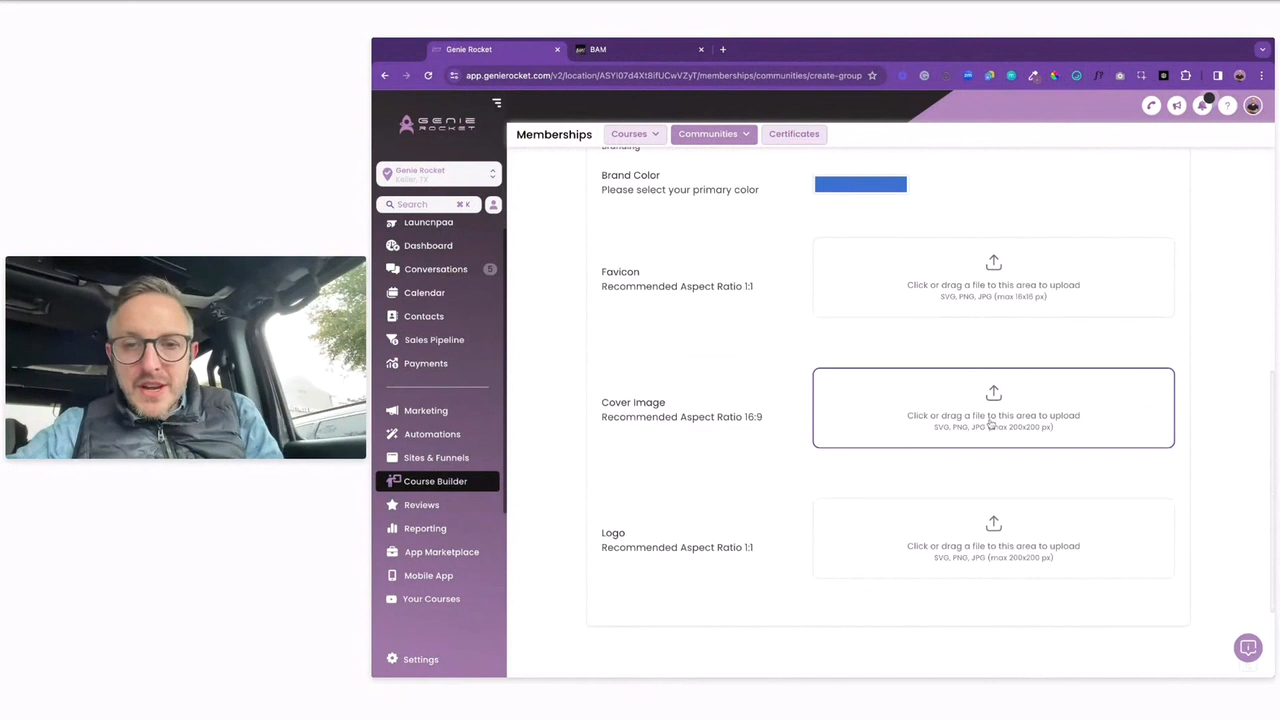 Genie Rocket
BAM
app.genierocket.com/v2/location/ASYI07d4Xt8ifUCwVZyT/memberships/communities/create-group
GENIE
ROCKET
Memberships
Courses
Communities
Certificates
Genie Rocket
Keller, TX
Search
⌘ K
Launchpad
Dashboard
Conversations
5
Calendar
Contacts
Sales Pipeline
Payments
Marketing
Automations
Sites & Funnels
Course Builder
Reviews
Reporting
App Marketplace
Mobile App
Your Courses
Settings
Branding
Brand Color
Please select your primary color
Favicon
Recommended Aspect Ratio 1:1
Click or drag a file to this area to upload
SVG, PNG, JPG (max 16x16 px)
Cover Image
Recommended Aspect Ratio 16:9
Click or drag a file to this area to upload
SVG, PNG, JPG (max 200x200 px)
Logo
Recommended Aspect Ratio 1:1
Click or drag a file to this area to upload
SVG, PNG, JPG (max 200x200 px)